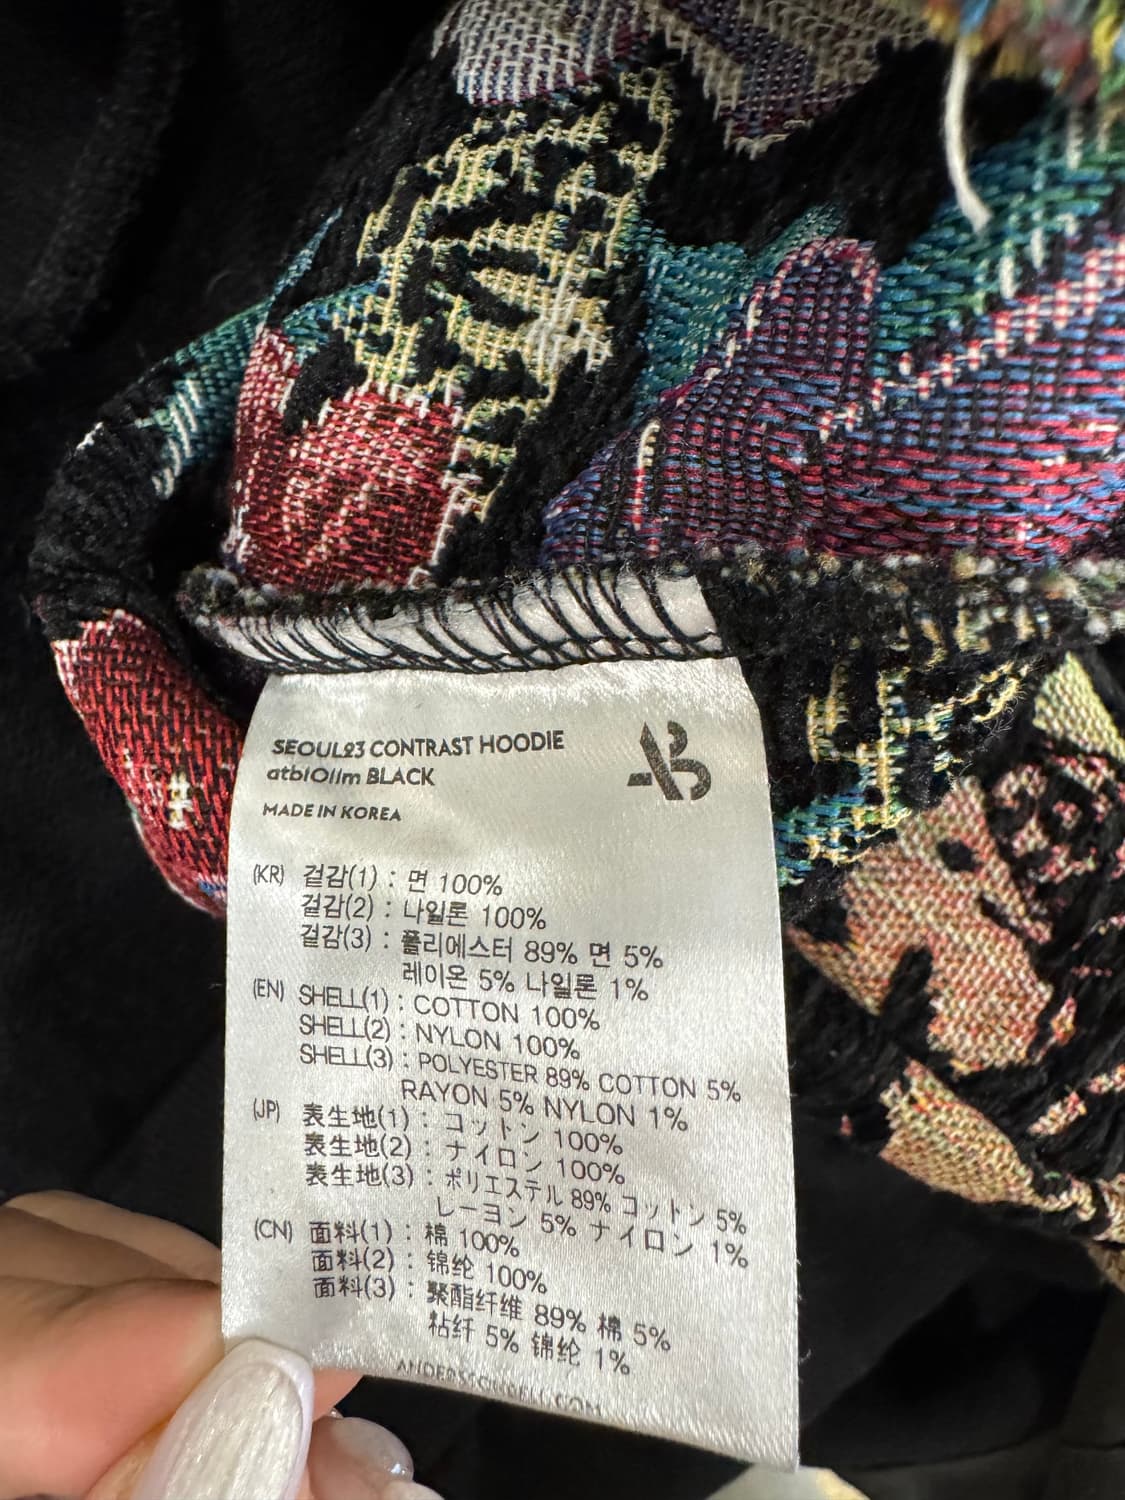 SEOUL23 CONTRAST HOODIE
atb1011m BLACK
MADE IN KOREA
AB
(KR) 겉감(1) : 면 100%
겉감(2) : 나일론 100%
겉감(3) : 폴리에스터 89% 면 5%
레이온 5% 나일론 1%
(EN) SHELL(1) : COTTON 100%
SHELL(2) : NYLON 100%
SHELL(3) : POLYESTER 89% COTTON 5%
RAYON 5% NYLON 1%
(JP) 表生地(1) : コットン 100%
表生地(2) : ナイロン 100%
表生地(3) : ポリエステル 89% コットン 5%
レーヨン 5% ナイロン 1%
(CN) 面料(1) : 棉 100%
面料(2) : 锦纶 100%
面料(3) : 聚酯纤维 89% 棉 5%
粘纤 5% 锦纶 1%
ANDERSSONBELL.COM